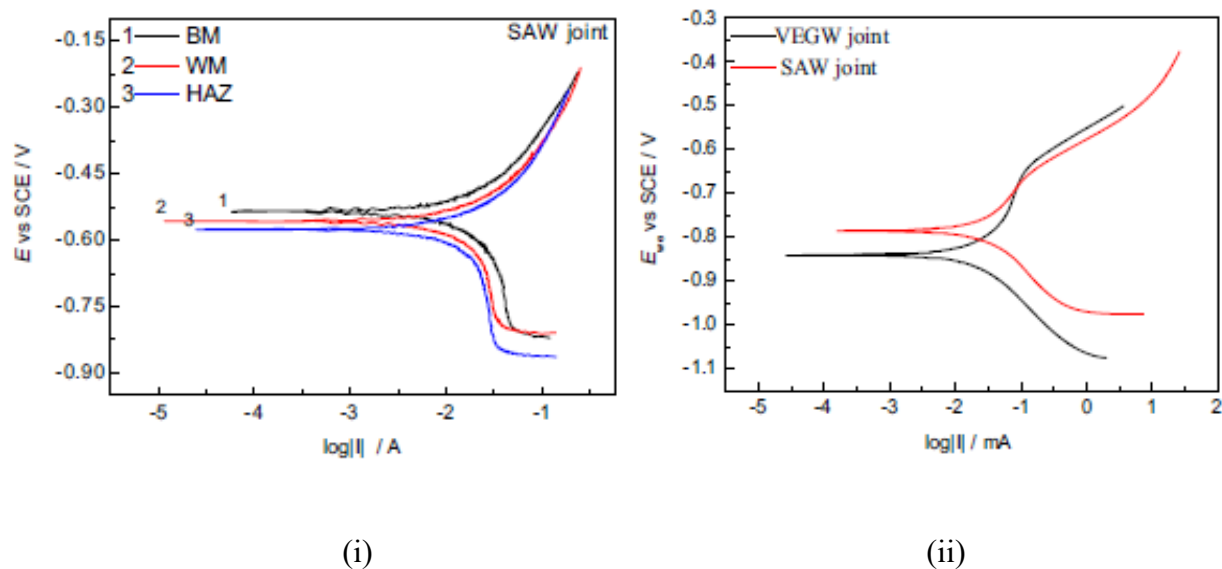 1 BM
2 WM
3 HAZ
SAW joint
-0.15
-0.30
-0.45
-0.60
-0.75
-0.90
E vs SCE / V
1
2
3
-5 -4 -3 -2 -1
log|I| / A
(i)
VEGW joint
SAW joint
-0.3
-0.4
-0.5
-0.6
-0.7
-0.8
-0.9
-1.0
-1.1
vs SCE / V
-5 -4 -3 -2 -1 0 1 2
log|I| / mA
(ii)